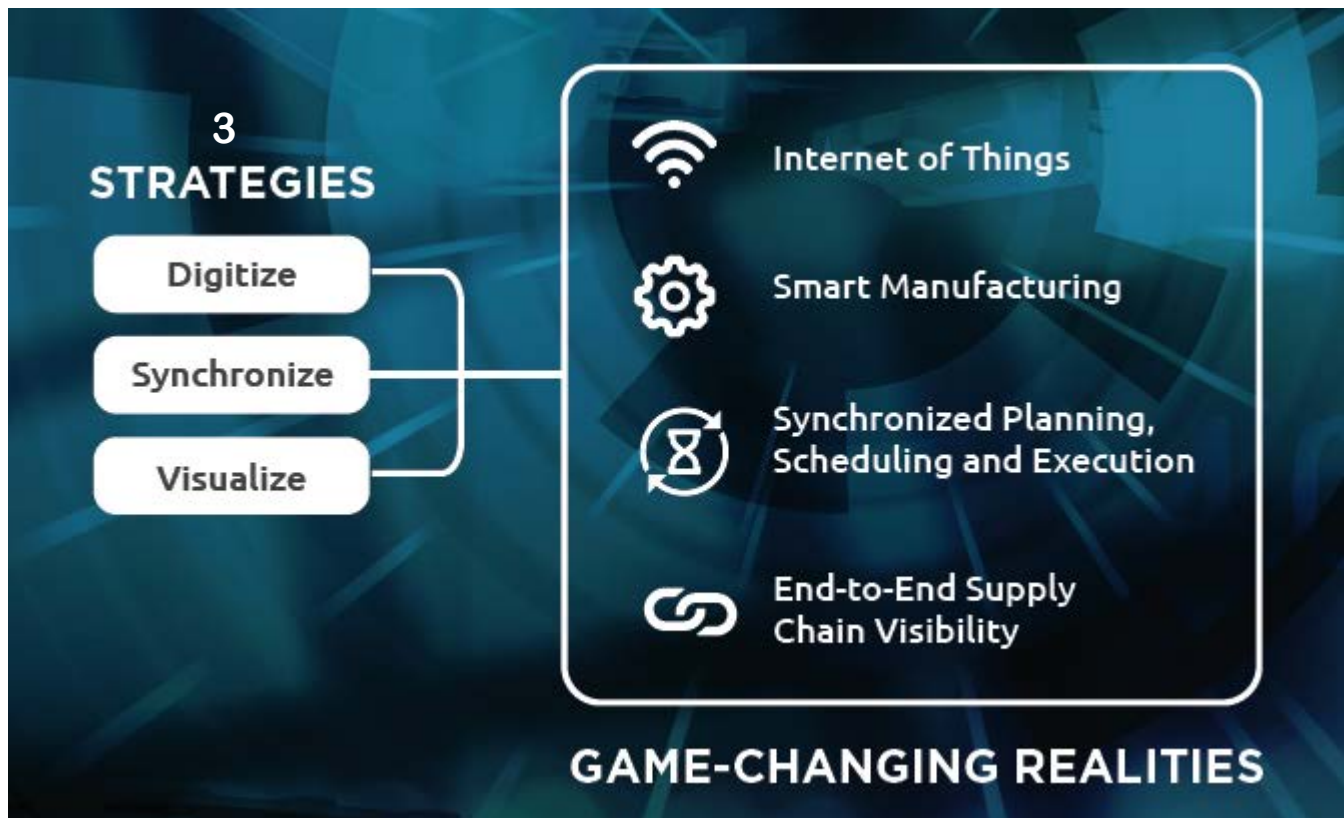 3
STRATEGIES
Digitize
Synchronize
Visualize
Internet of Things
Smart Manufacturing
Synchronized Planning,
Scheduling and Execution
End-to-End Supply
Chain Visibility
GAME-CHANGING REALITIES